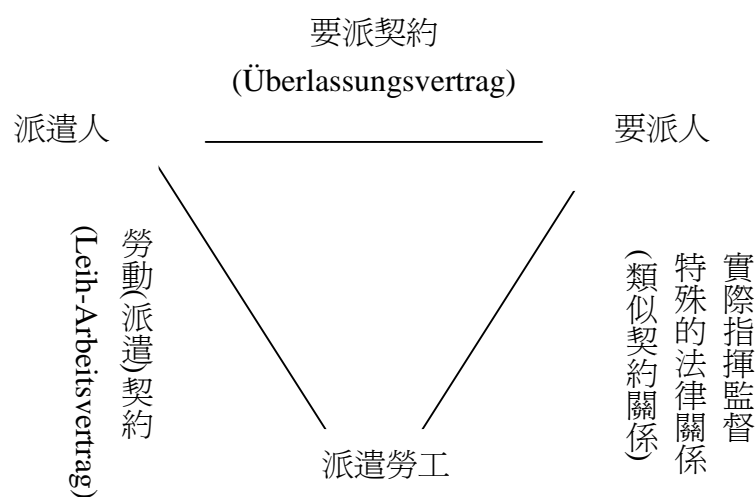 要派契約
(Überlassungsvertrag)
派遣人
要派人
勞動(派遣)契約
(Leih-Arbeitsvertrag)
實際指揮監督
特殊的法律關係
(類似契約關係)
派遣勞工